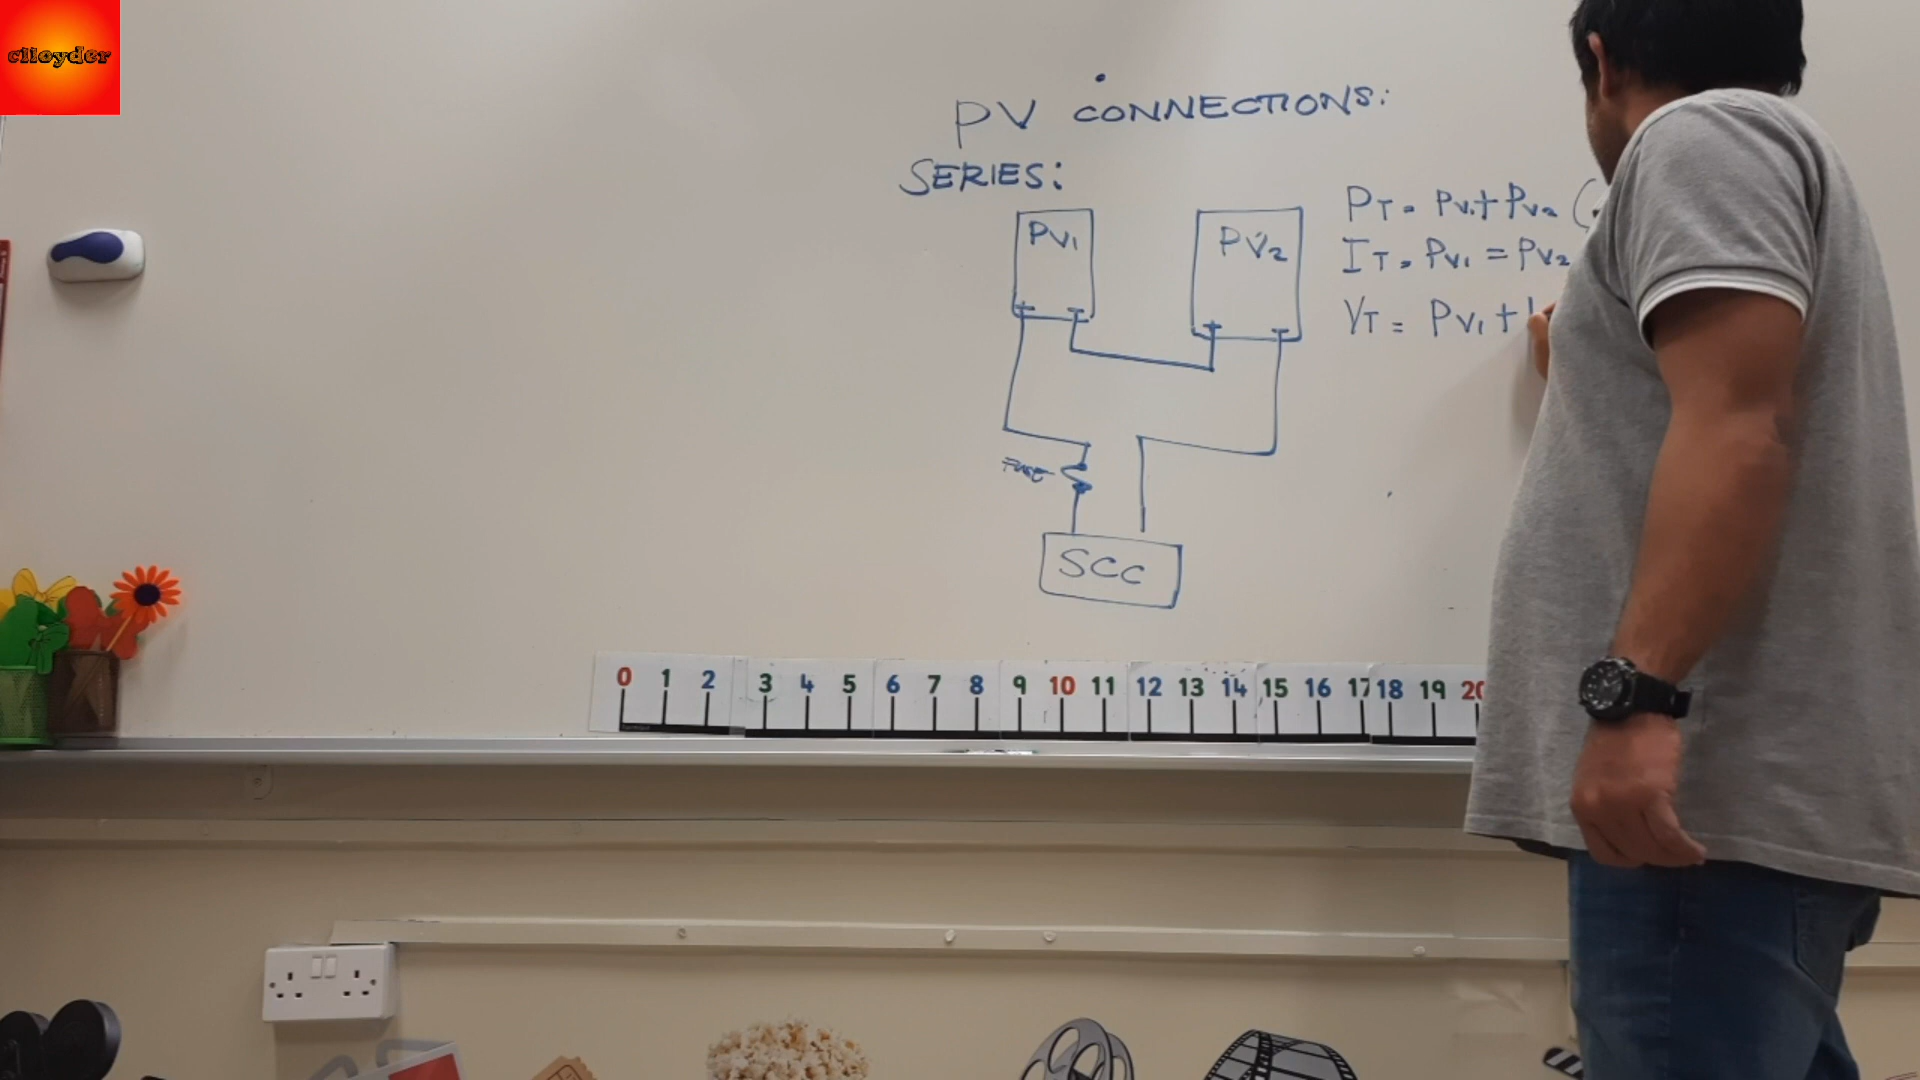 clloyder
PV CONNECTIONS:
SERIES:
PV1
PV2
PT = PV1 + PV2 (
IT = PV1 = PV2
VT = PV1 +
FUSE
SCC
0 1 2 3 4 5 6 7 8 9 10 11 12 13 14 15 16 17 18 19 20